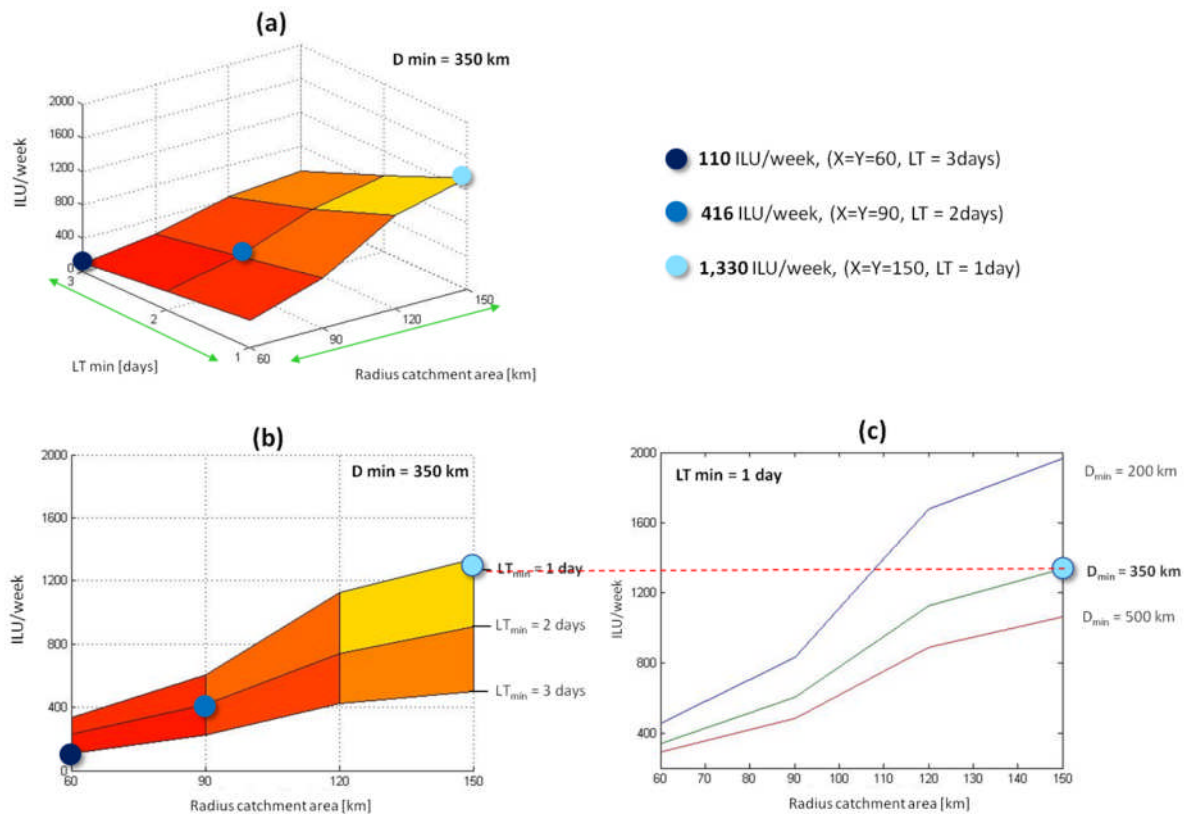 (a)
D min = 350 km
2000
1600
1200
800
400
0
ILU/week
3
2
1
LT min [days]
60
90
120
150
Radius catchment area [km]
110 ILU/week, (X=Y=60, LT = 3days)
416 ILU/week, (X=Y=90, LT = 2days)
1,330 ILU/week, (X=Y=150, LT = 1day)
(b)
D min = 350 km
2000
1600
1200
800
400
0
ILU/week
60
90
120
150
Radius catchment area [km]
LTmin = 1 day
LTmin = 2 days
LTmin = 3 days
(c)
LT min = 1 day
2000
1600
1200
800
400
ILU/week
60 70 80 90 100 110 120 130 140 150
Radius catchment area [km]
Dmin = 200 km
Dmin = 350 km
Dmin = 500 km